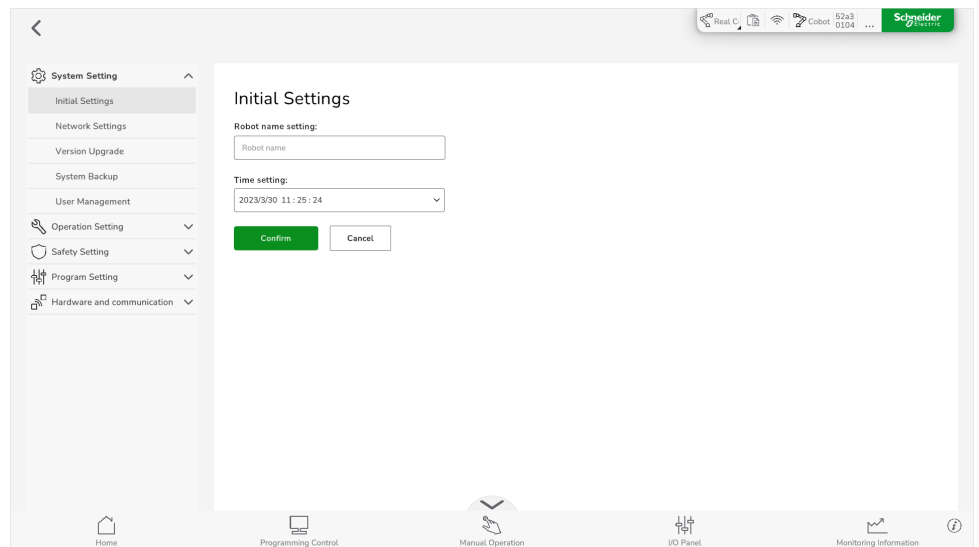 Real C
Cobot
52a3
0104
...
Schneider
Electric
System Setting
Initial Settings
Network Settings
Version Upgrade
System Backup
User Management
Operation Setting
Safety Setting
Program Setting
Hardware and communication
Initial Settings
Robot name setting:
Robot name
Time setting:
2023/3/30 11 : 25 : 24
Confirm
Cancel
Home
Programming Control
Manual Operation
I/O Panel
Monitoring Information
i